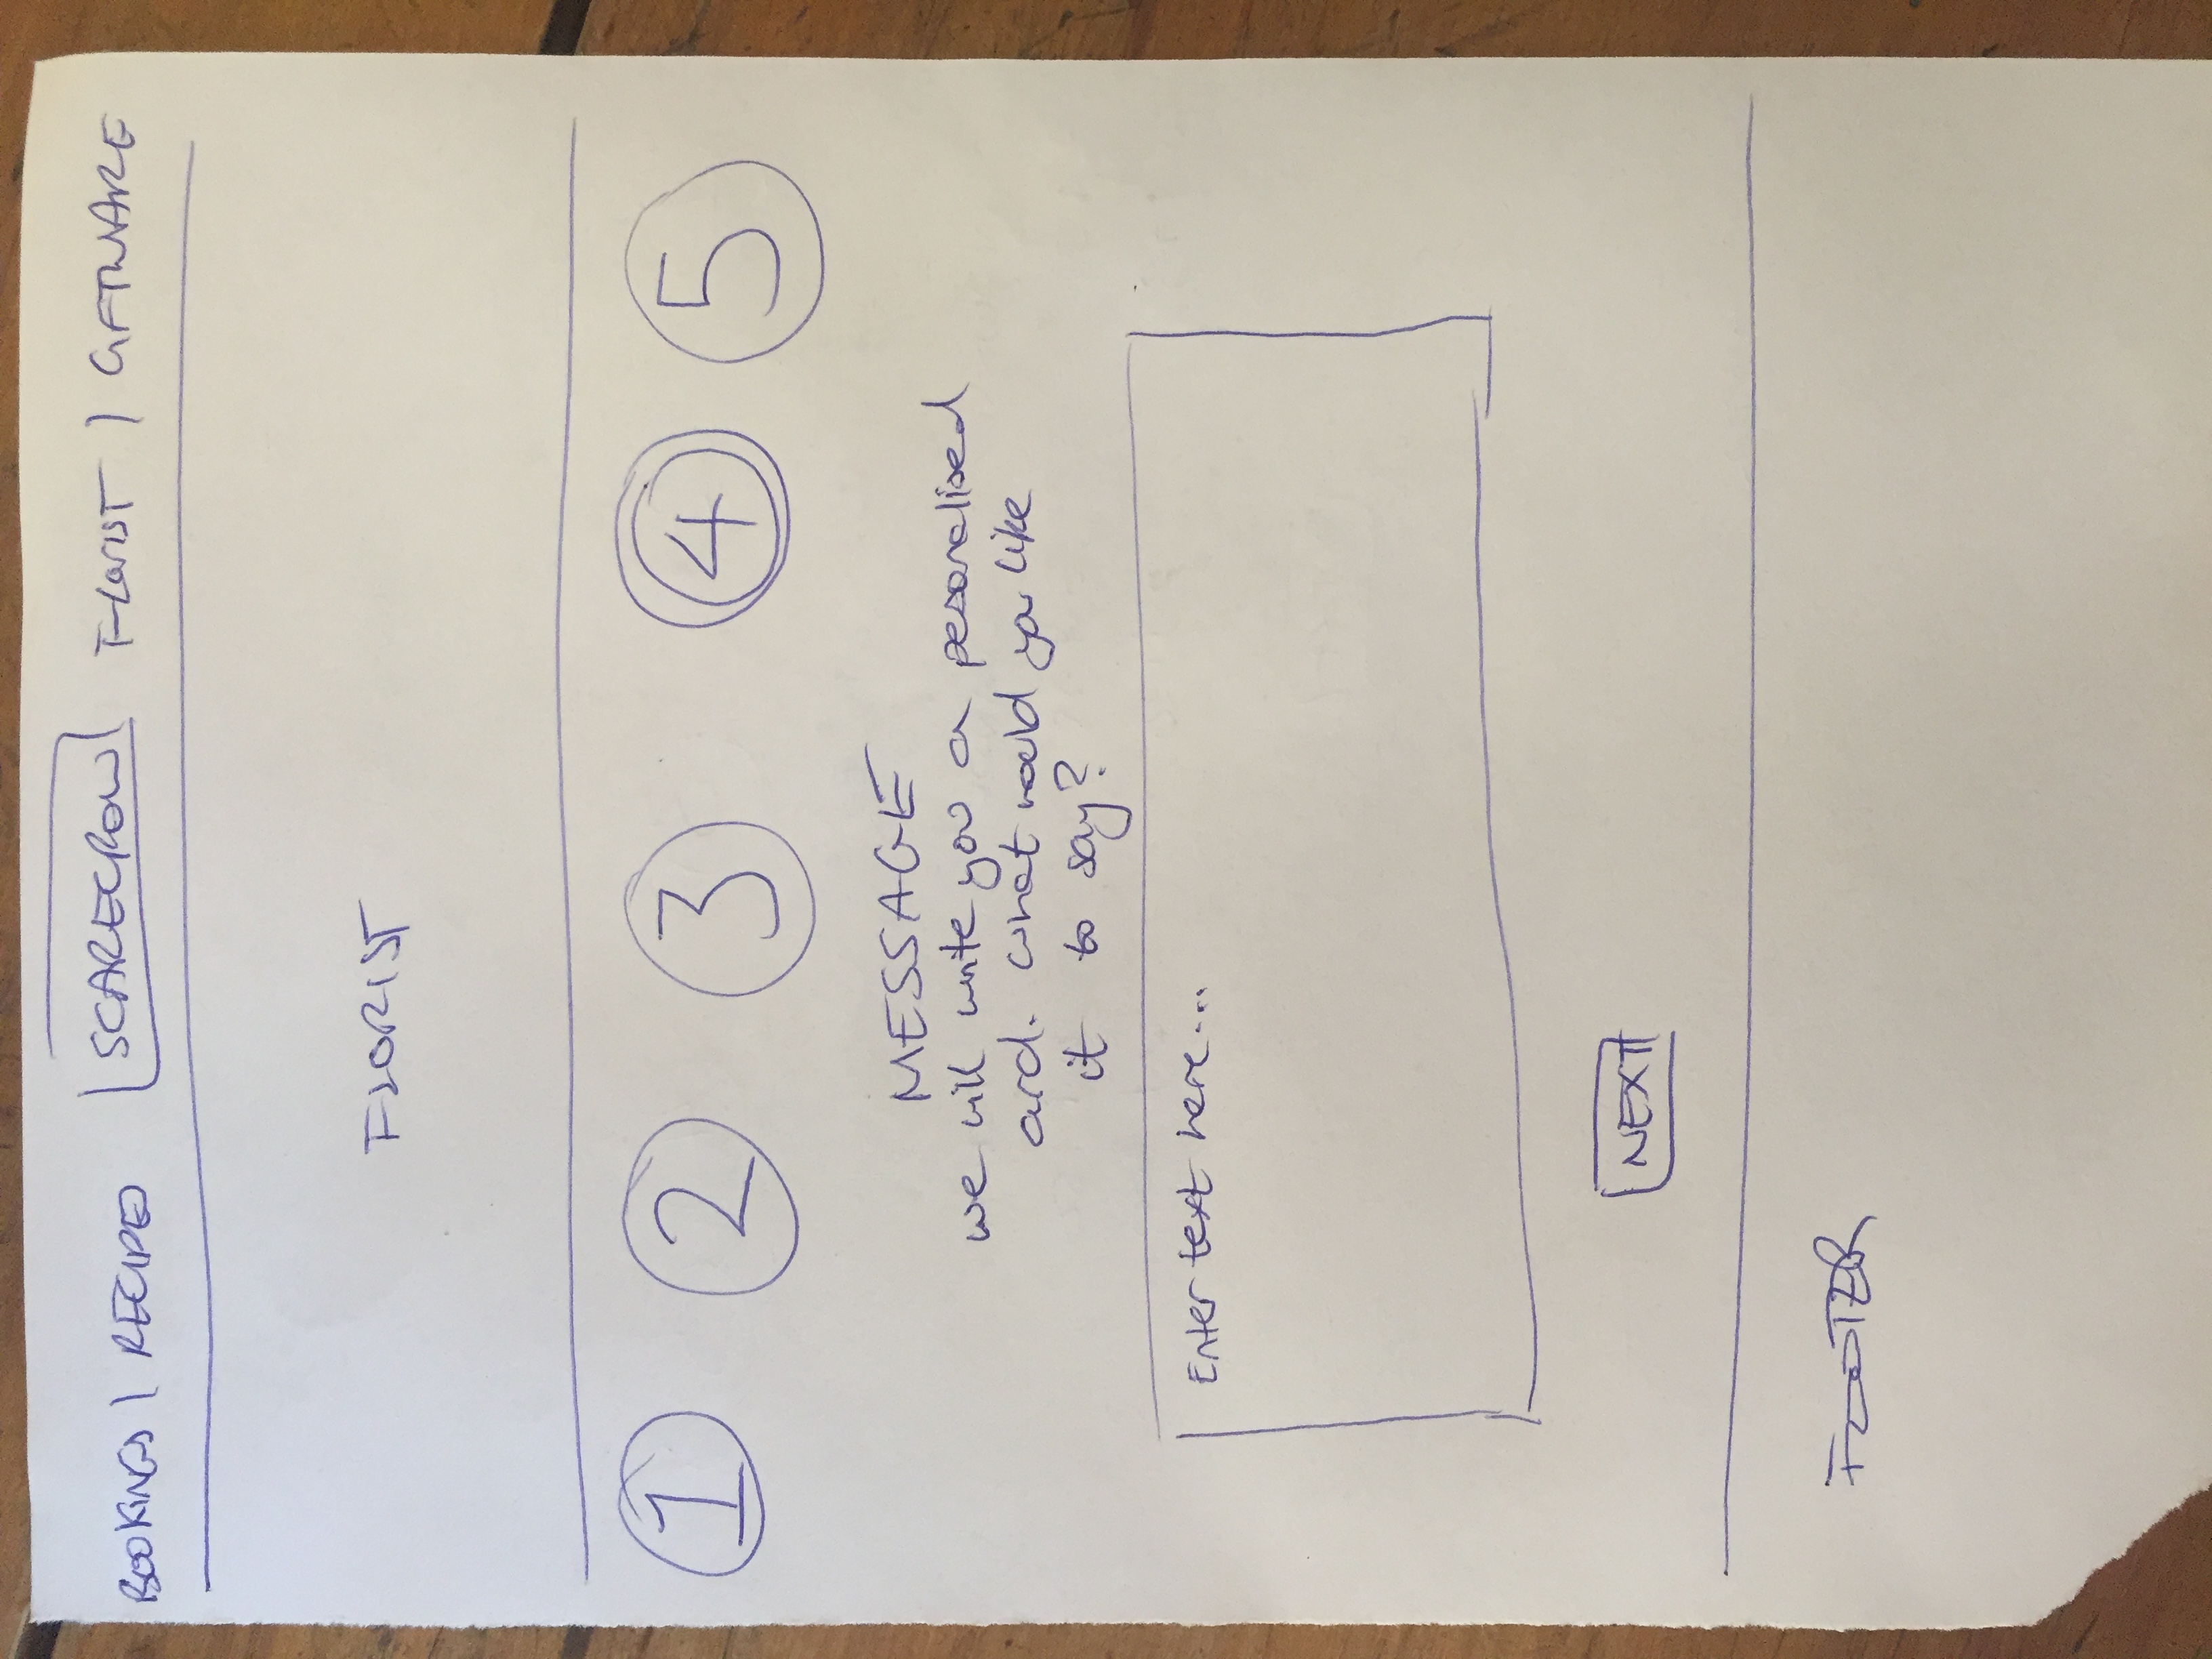 BOOKINGS | RECIPES SCARECROW FLORIST | GIFTWARE
FLORIST
1 2 3 4 5
MESSAGE
we will write you a pesonalised
card. what would you like
it to say?
Enter text here...
NEXT
FOOTER